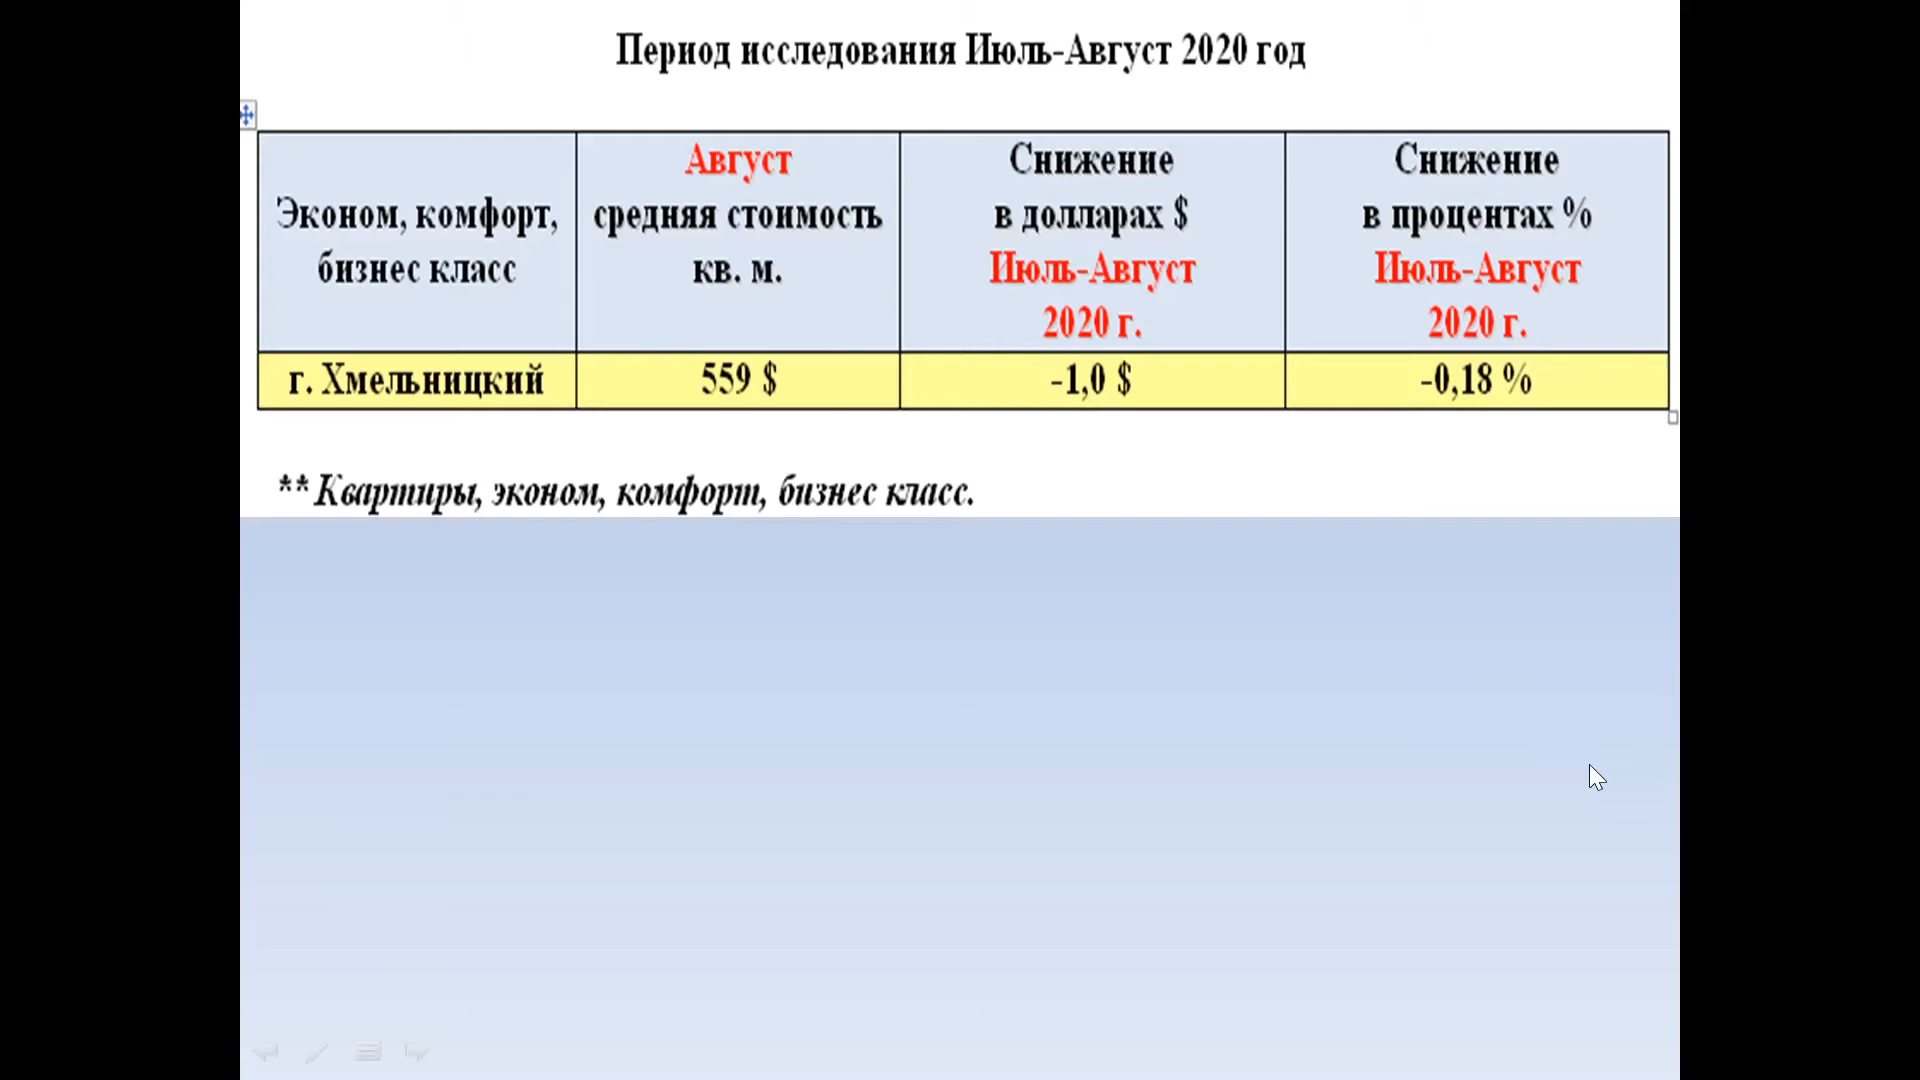 Период исследования Июль-Август 2020 год
Эконом, комфорт,
бизнес класс
Август
средняя стоимость
кв. м.
Снижение
в долларах $
Июль-Август
2020 г.
Снижение
в процентах %
Июль-Август
2020 г.
г. Хмельницкий
559 $
-1,0 $
-0,18 %
** Квартиры, эконом, комфорт, бизнес класс.